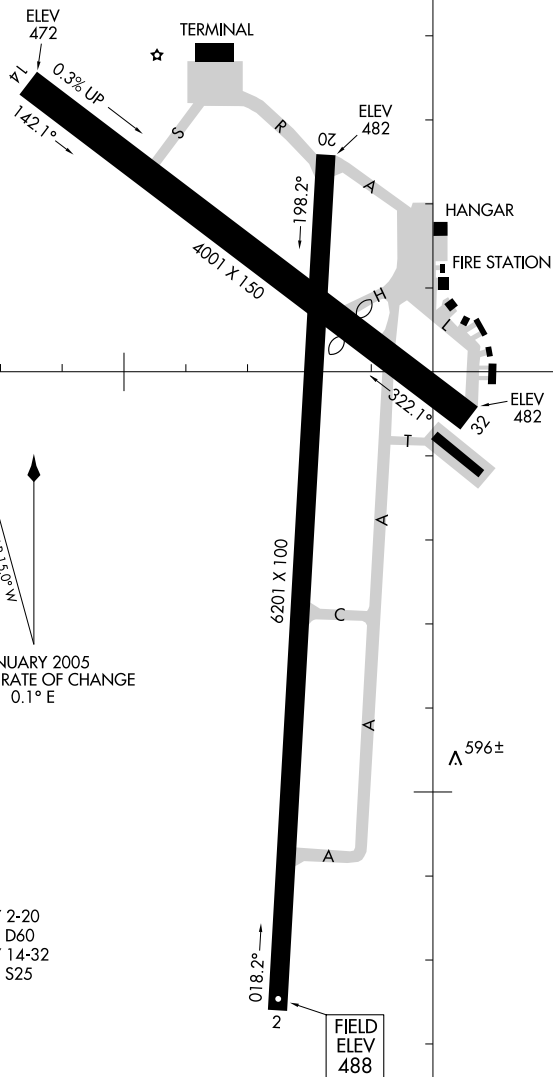 ELEV
472
TERMINAL
14
0.3% UP
142.1°
S
R
20
ELEV
482
A
198.2°
HANGAR
FIRE STATION
4001 X 150
H
L
322.1°
ELEV
482
32
T
A
6201 X 100
15.0° W
C
NUARY 2005
RATE OF CHANGE
0.1° E
A
596±
A
2-20
D60
14-32
S25
018.2°
2
FIELD
ELEV
488